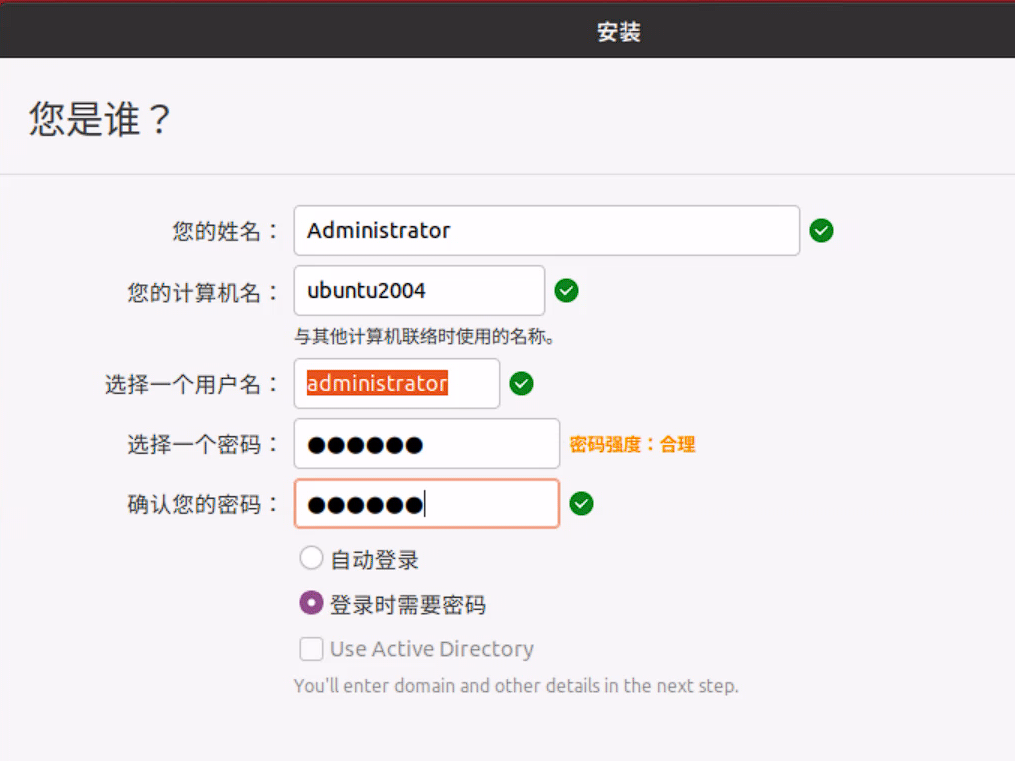 安装
您是谁？
您的姓名： Administrator
您的计算机名： ubuntu2004
与其他计算机联络时使用的名称。
选择一个用户名： administrator
选择一个密码： ●●●●●● 密码强度：合理
确认您的密码： ●●●●●●
自动登录
登录时需要密码
Use Active Directory
You'll enter domain and other details in the next step.